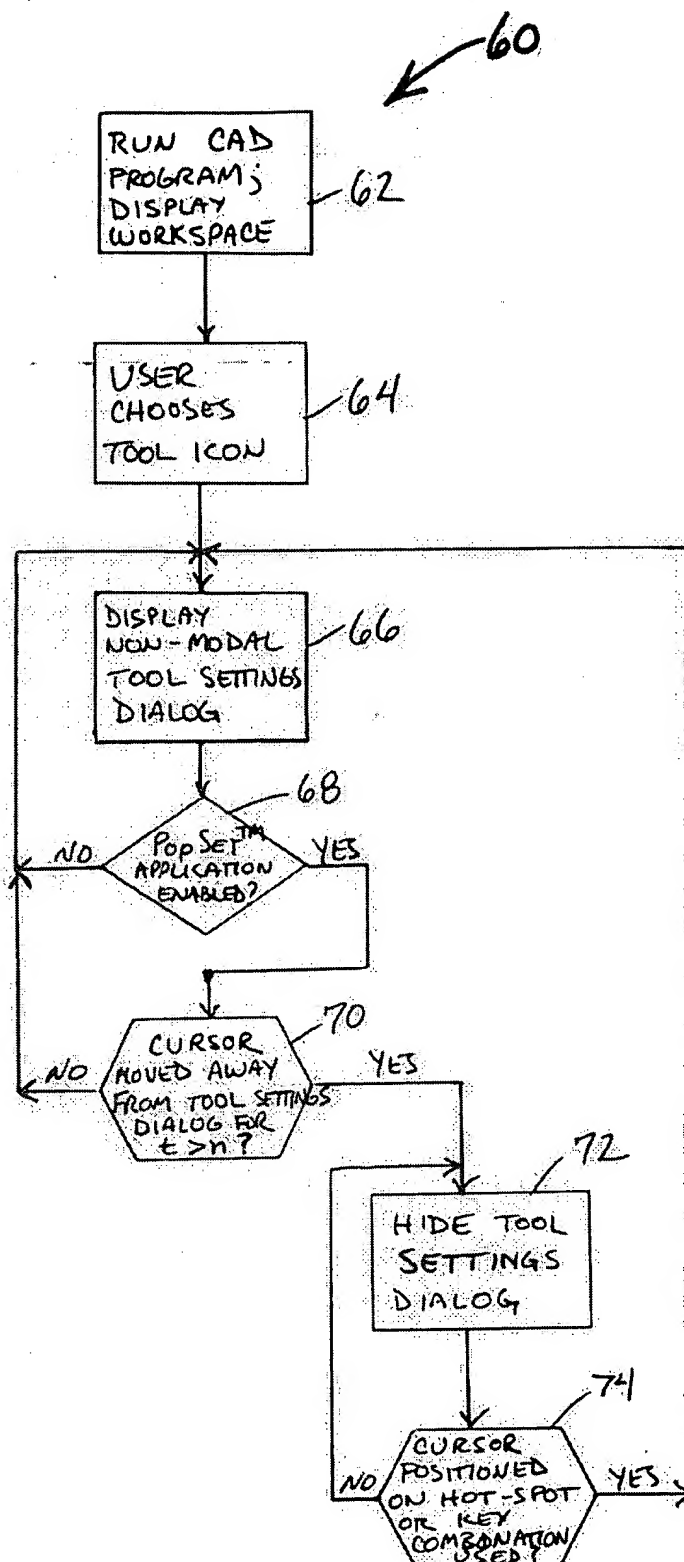 60
RUN CAD
PROGRAM;
DISPLAY
WORKSPACE
62
USER
CHOOSES
TOOL ICON
64
DISPLAY
NON-MODAL
TOOL SETTINGS
DIALOG
66
68
PopSET™
APPLICATION
ENABLED?
NO
YES
70
CURSOR
MOVED AWAY
FROM TOOL SETTINGS
DIALOG FOR
t > n?
NO
YES
72
HIDE TOOL
SETTINGS
DIALOG
74
CURSOR
POSITIONED
ON HOT-SPOT
OR KEY
COMBINATION
USED?
NO
YES